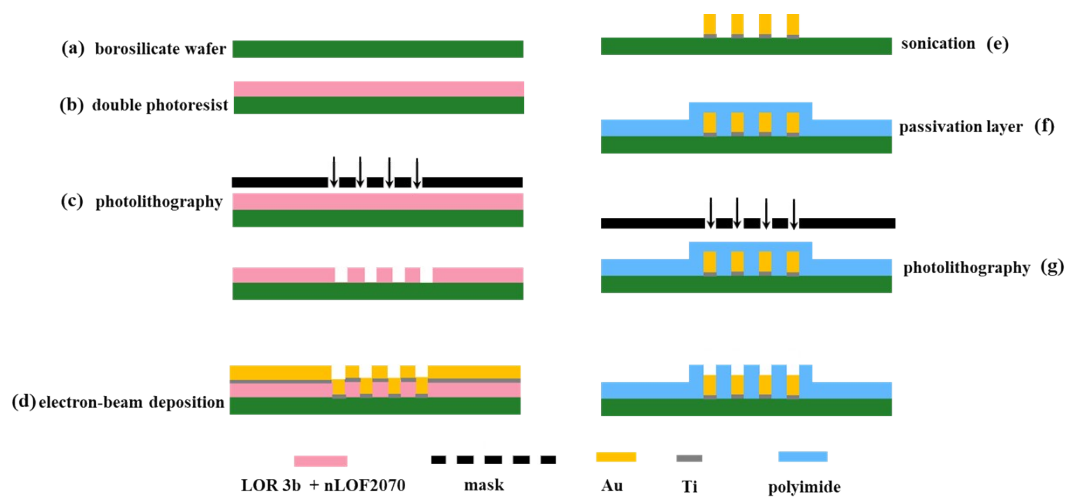 (a) borosilicate wafer
(b) double photoresist
(c) photolithography
(d) electron-beam deposition
sonication (e)
passivation layer (f)
photolithography (g)
LOR 3b + nLOF2070
mask
Au
Ti
polyimide